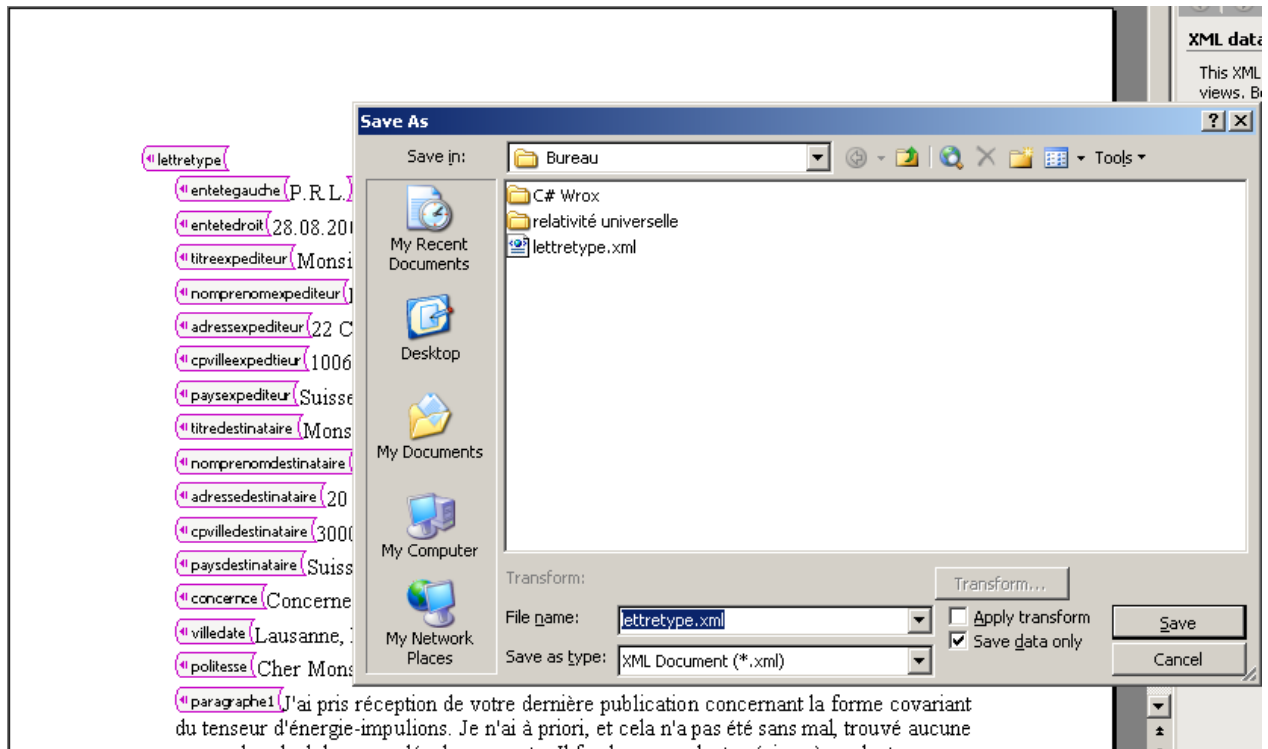 XML data
This XML
views. B
Save As
Save in: Bureau Tools
C# Wrox
relativité universelle
lettretype.xml
My Recent Documents
Desktop
My Documents
My Computer
My Network Places
Transform:
Transform...
File name: lettretype.xml
Apply transform
Save
Save as type: XML Document (*.xml)
Save data only
Cancel
lettretype
entetegauche P.R.L.
entetedroit 28.08.20
titreexpediteur Monsi
nomprenomexpediteur
adressexpediteur 22 C
cpvilleexpedtieur 1006
paysexpediteur Suisse
titredestinataire Mons
nomprenomdestinataire
adressedestinataire 20
cpvilledestinataire 3000
paysdestinataire Suiss
concernce Concerne
villedate Lausanne,
politesse Cher Mons
paragraphe1 J'ai pris réception de votre dernière publication concernant la forme covariant
du tenseur d'énergie-impulions. Je n'ai à priori, et cela n'a pas été sans mal, trouvé aucune